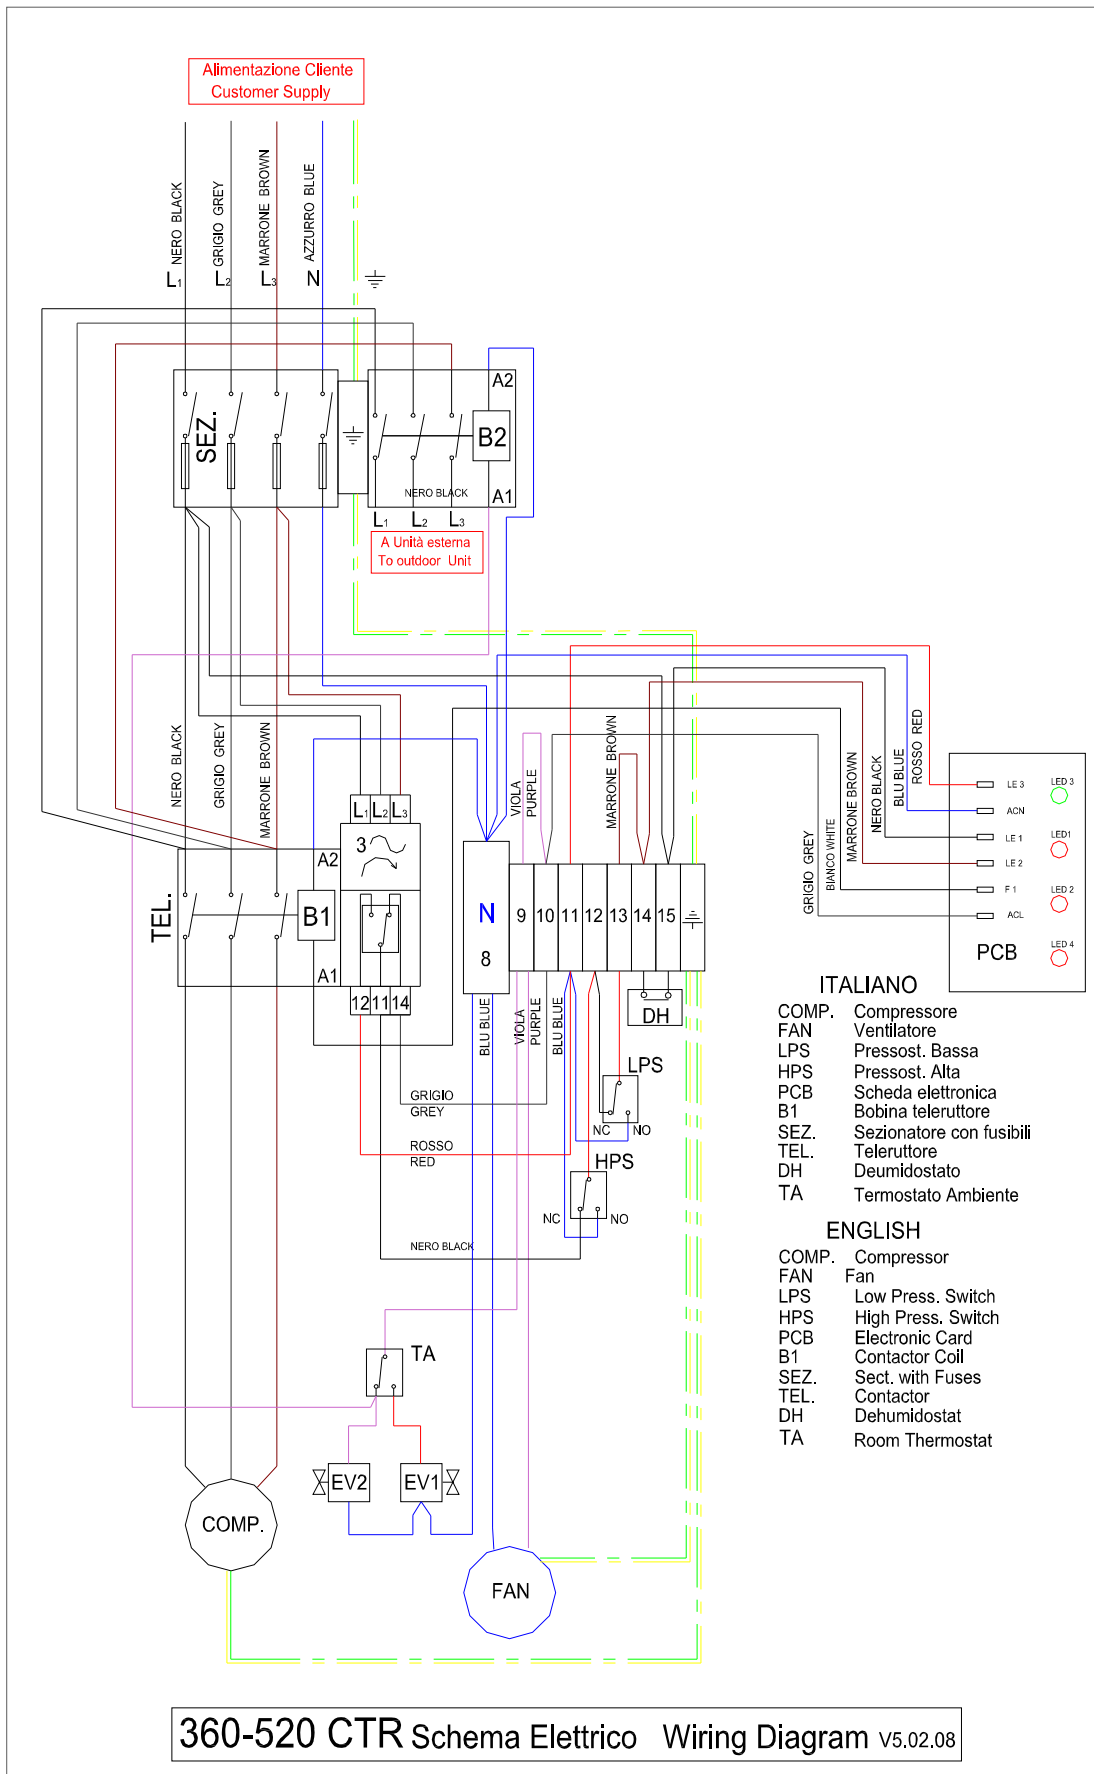 Alimentazione Cliente
Customer Supply
L1 NERO BLACK
L2 GRIGIO GREY
L3 MARRONE BROWN
N AZZURRO BLUE
SEZ.
A2
B2
A1
NERO BLACK
L1 L2 L3
A Unità esterna
To outdoor Unit
NERO BLACK
GRIGIO GREY
MARRONE BROWN
L1 L2 L3
3
A2
TEL.
B1
A1
12 11 14
VIOLA
PURPLE
MARRONE BROWN
N
8
9 10 11 12 13 14 15
DH
BLU BLUE
VIOLA
PURPLE
BLU BLUE
GRIGIO GREY
BIANCO WHITE
MARRONE BROWN
NERO BLACK
BLU BLUE
ROSSO RED
LE 3
LED 3
ACN
LE 1
LED1
LE 2
F 1
LED 2
ACL
PCB
LED 4
GRIGIO
GREY
ROSSO
RED
LPS
NC NO
HPS
NC NO
NERO BLACK
TA
EV2 EV1
COMP.
FAN
ITALIANO
COMP. Compressore
FAN Ventilatore
LPS Pressost. Bassa
HPS Pressost. Alta
PCB Scheda elettronica
B1 Bobina teleruttore
SEZ. Sezionatore con fusibili
TEL. Teleruttore
DH Deumidostato
TA Termostato Ambiente
ENGLISH
COMP. Compressor
FAN Fan
LPS Low Press. Switch
HPS High Press. Switch
PCB Electronic Card
B1 Contactor Coil
SEZ. Sect. with Fuses
TEL. Contactor
DH Dehumidostat
TA Room Thermostat
360-520 CTR Schema Elettrico Wiring Diagram V5.02.08